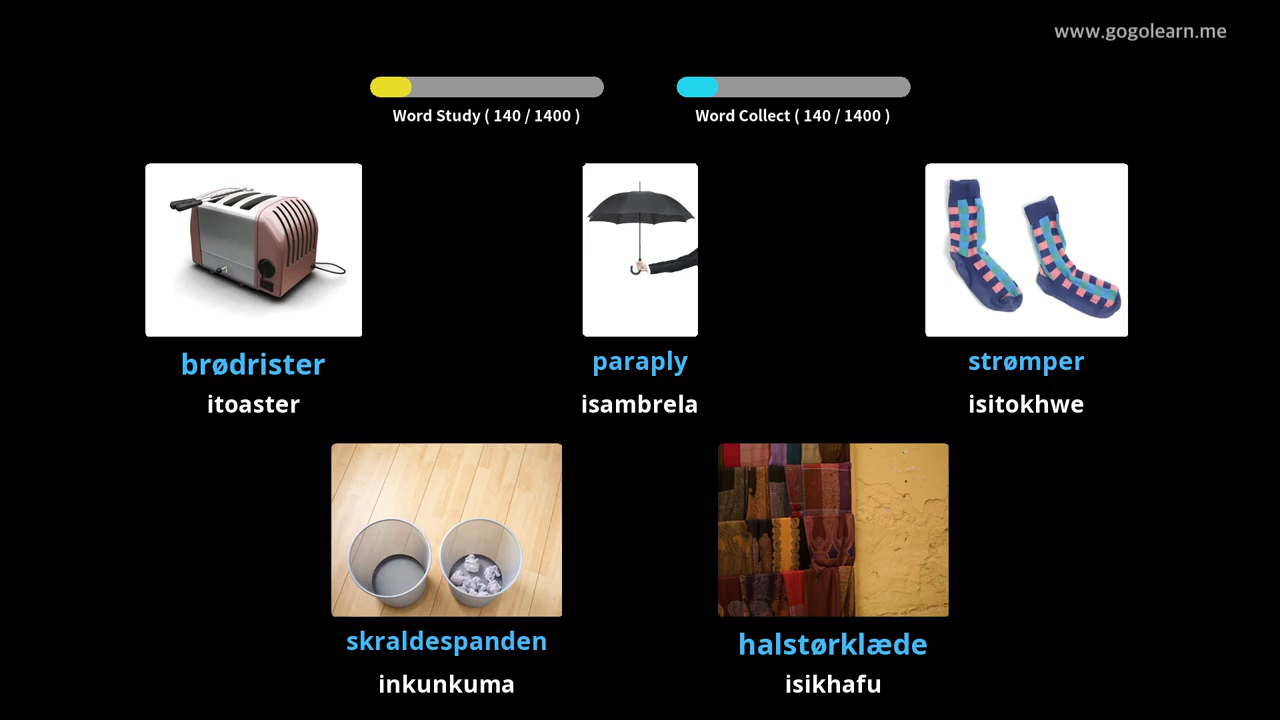 www.gogolearn.me
Word Study ( 140 / 1400 )
Word Collect ( 140 / 1400 )
brødrister
itoaster
paraply
isambrela
strømper
isitokhwe
skraldespanden
inkunkuma
halstørklæde
isikhafu